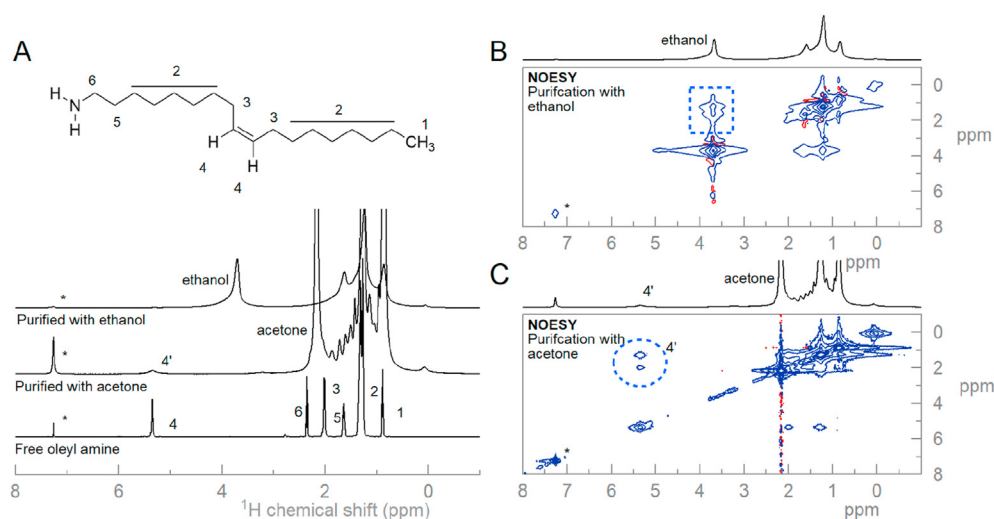 A
6
2
H
N
H
5
3
3
2
1
CH3
H
H
4
4
ethanol
*
Purified with ethanol
acetone
*
4'
Purified with acetone
*
4
6
3
5
2
1
Free oleyl amine
8
6
4
2
0
1H chemical shift (ppm)
B
ethanol
NOESY
Purifcation with
ethanol
*
0
2
4
6
8
ppm
8
7
6
5
4
3
2
1
0
ppm
C
acetone
4'
NOESY
Purifcation with
acetone
4'
*
0
2
4
6
8
ppm
8
7
6
5
4
3
2
1
0
ppm